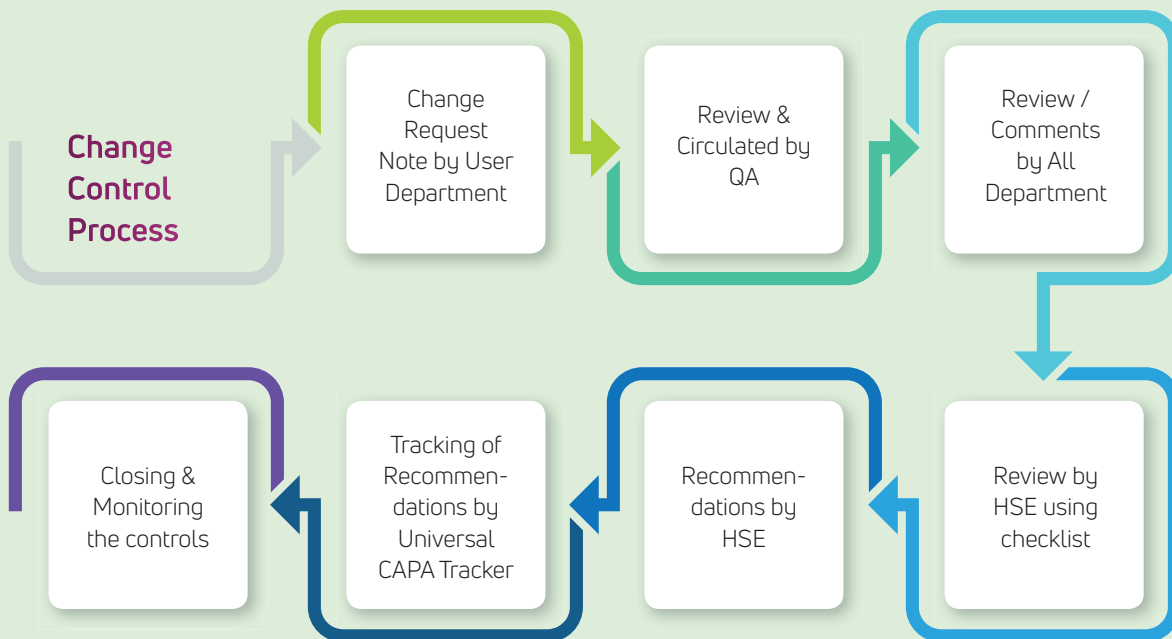 Change
Control
Process
Change
Request
Note by User
Department
Review &
Circulated by
QA
Review /
Comments
by All
Department
Review by
HSE using
checklist
Recommen-
dations by
HSE
Tracking of
Recommen-
dations by
Universal
CAPA Tracker
Closing &
Monitoring
the controls